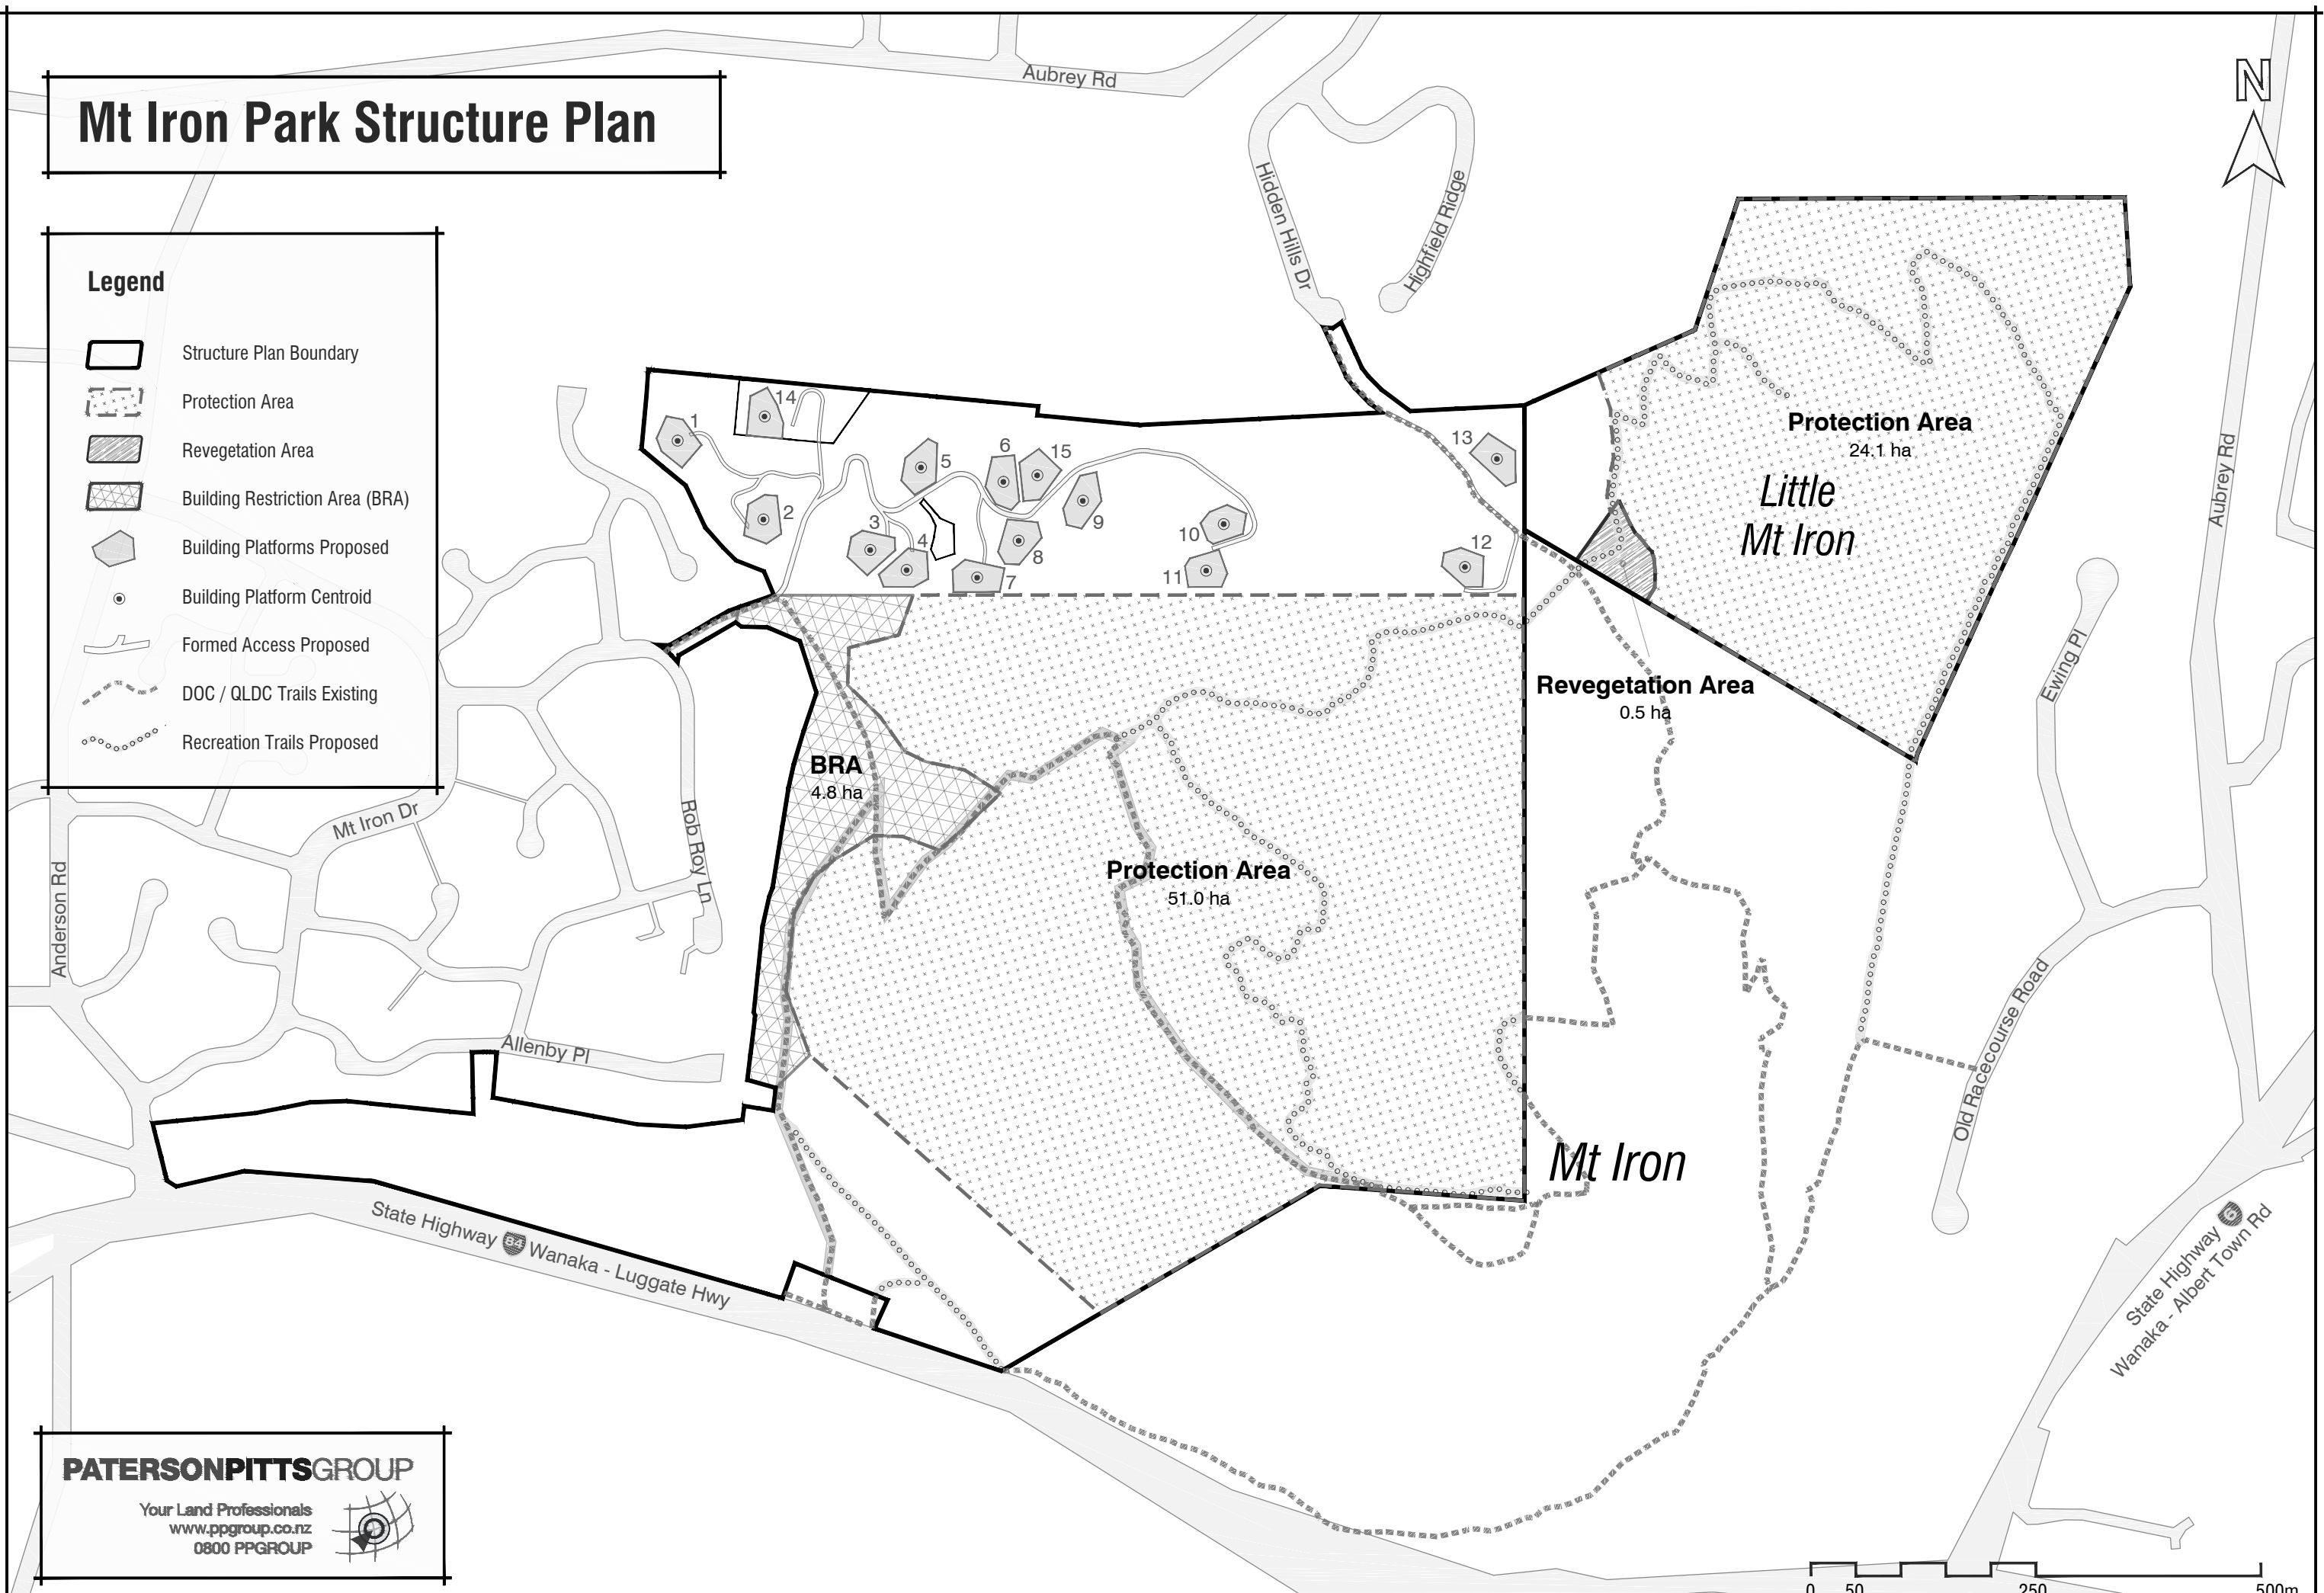 Aubrey Rd
N
Mt Iron Park Structure Plan
Hidden Hills Dr
Highfield Ridge
Legend
Structure Plan Boundary
Protection Area
Revegetation Area
Building Restriction Area (BRA)
Building Platforms Proposed
Building Platform Centroid
Formed Access Proposed
DOC / QLDC Trails Existing
Recreation Trails Proposed
1
14
2
3
4
5
6
15
7
8
9
10
11
12
13
Protection Area
24.1 ha
Little
Mt Iron
Aubrey Rd
Ewing Pl
Revegetation Area
0.5 ha
BRA
4.8 ha
Protection Area
51.0 ha
Mt Iron Dr
Rob Roy Ln
Anderson Rd
Allenby Pl
Old Racecourse Road
Mt Iron
State Highway 84 Wanaka - Luggate Hwy
State Highway 6
Wanaka - Albert Town Rd
PATERSONPITTSGROUP
Your Land Professionals
www.ppgroup.co.nz
0800 PPGROUP
0 50 250 500m